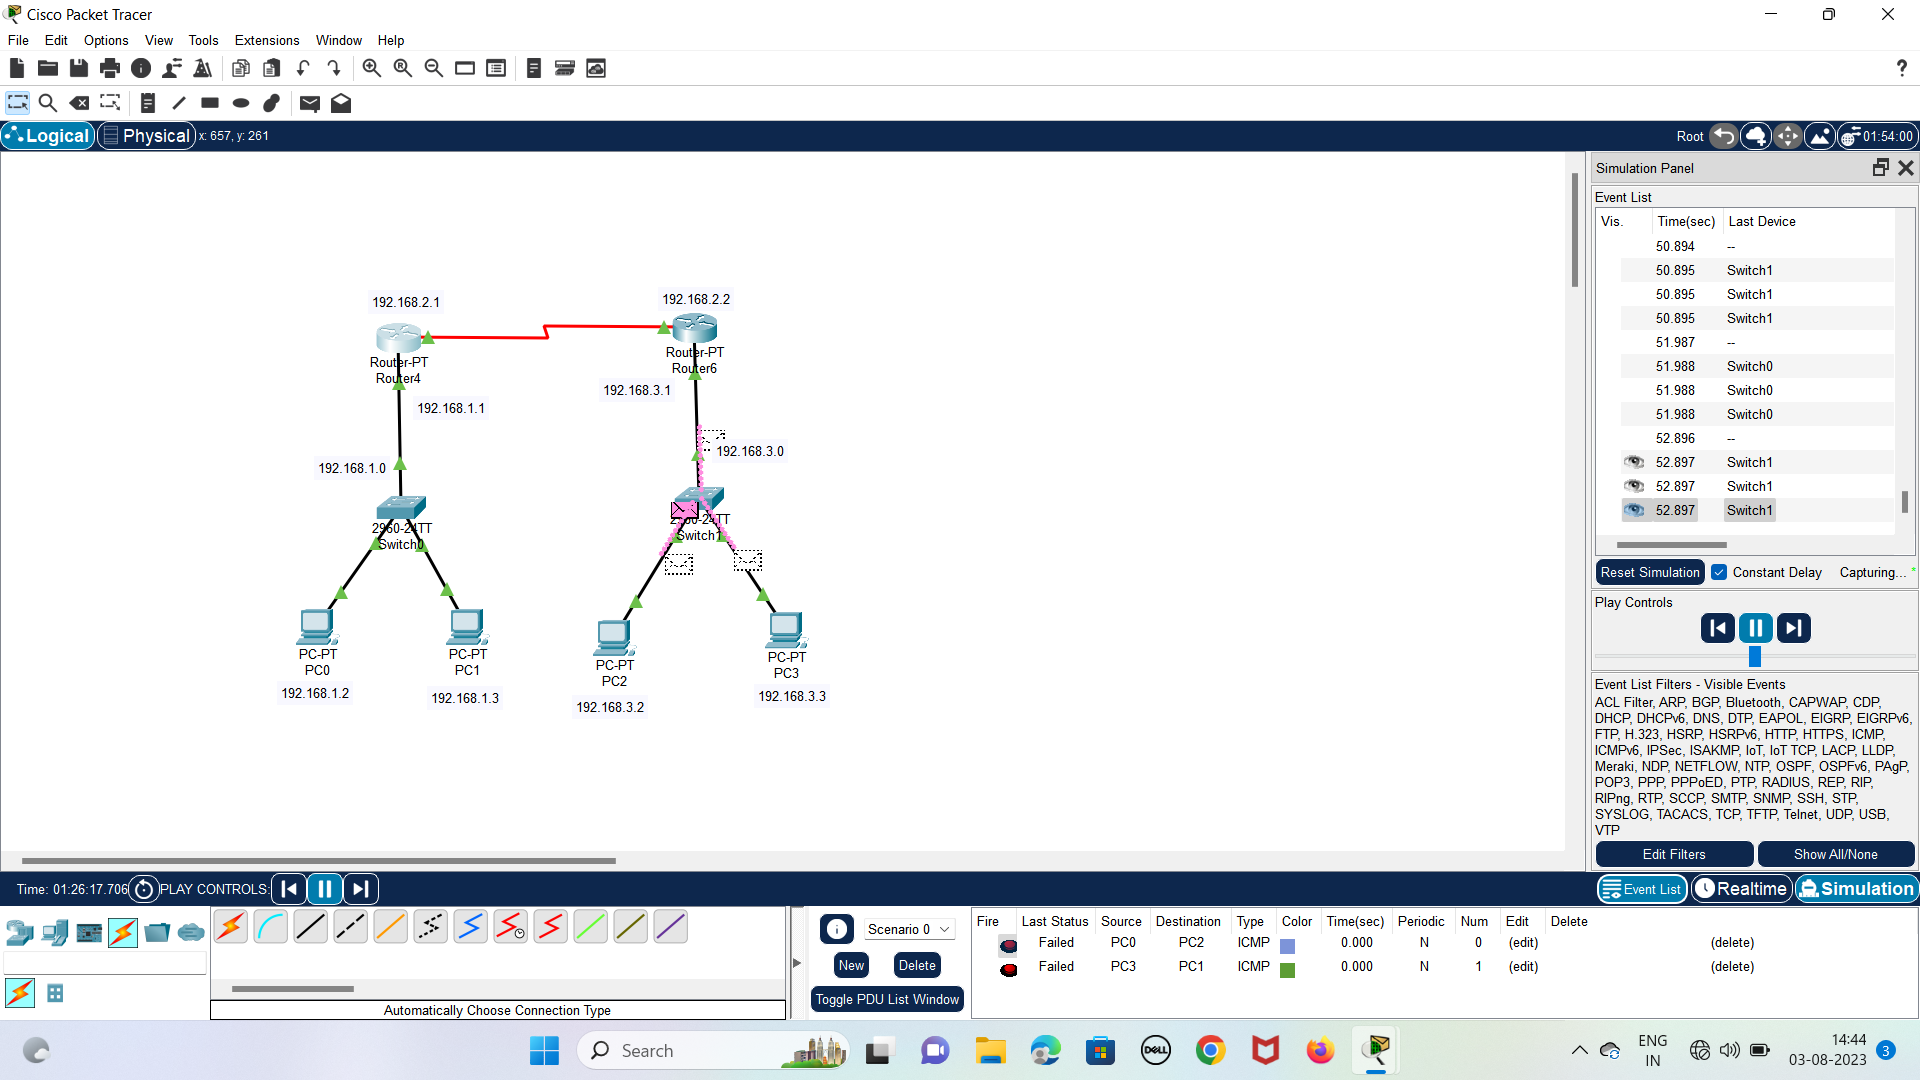 Cisco Packet Tracer
File Edit Options View Tools Extensions Window Help
?
Logical Physical x: 657, y: 261
Root 01:54:00
Simulation Panel
Event List
Vis. Time(sec) Last Device
50.894 --
50.895 Switch1
50.895 Switch1
50.895 Switch1
51.987 --
51.988 Switch0
51.988 Switch0
51.988 Switch0
52.896 --
52.897 Switch1
52.897 Switch1
52.897 Switch1
Reset Simulation Constant Delay Capturing... *
Play Controls
Event List Filters - Visible Events
ACL Filter, ARP, BGP, Bluetooth, CAPWAP, CDP,
DHCP, DHCPv6, DNS, DTP, EAPOL, EIGRP, EIGRPv6,
FTP, H.323, HSRP, HSRPv6, HTTP, HTTPS, ICMP,
ICMPv6, IPSec, ISAKMP, IoT, IoT TCP, LACP, LLDP,
Meraki, NDP, NETFLOW, NTP, OSPF, OSPFv6, PAgP,
POP3, PPP, PPPoED, PTP, RADIUS, REP, RIP,
RIPng, RTP, SCCP, SMTP, SNMP, SSH, STP,
SYSLOG, TACACS, TCP, TFTP, Telnet, UDP, USB,
VTP
Edit Filters Show All/None
192.168.2.1
192.168.2.2
Router-PT
Router4
Router-PT
Router6
192.168.1.1
192.168.3.1
192.168.1.0
192.168.3.0
2960-24TT
Switch0
2960-24TT
Switch1
PC-PT
PC0
192.168.1.2
PC-PT
PC1
192.168.1.3
PC-PT
PC2
192.168.3.2
PC-PT
PC3
192.168.3.3
Time: 01:26:17.706 PLAY CONTROLS:
Event List Realtime Simulation
Automatically Choose Connection Type
Scenario 0
New Delete
Toggle PDU List Window
Fire Last Status Source Destination Type Color Time(sec) Periodic Num Edit Delete
Failed PC0 PC2 ICMP 0.000 N 0 (edit) (delete)
Failed PC3 PC1 ICMP 0.000 N 1 (edit) (delete)
Search
DELL
ENG
IN
14:44
03-08-2023
3